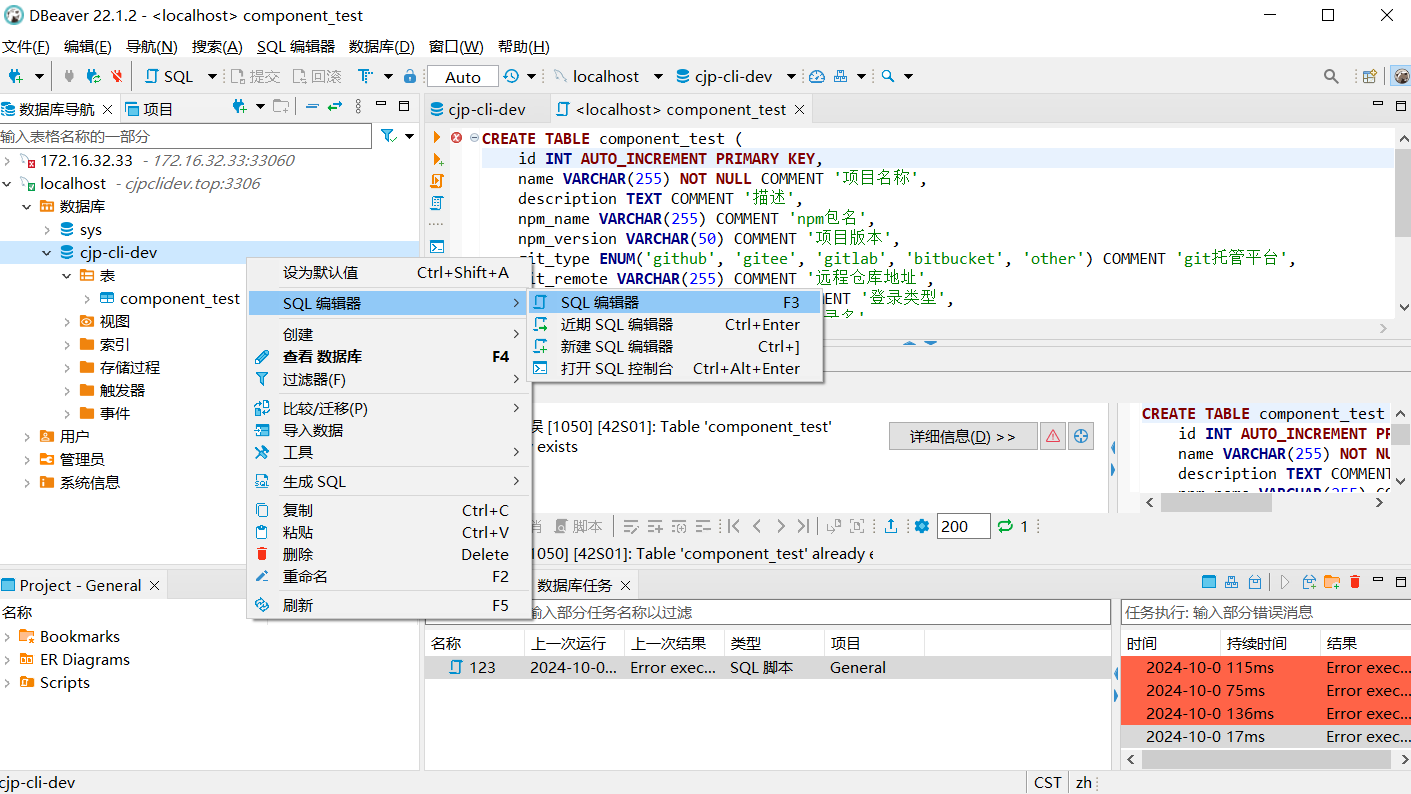 DBeaver 22.1.2 - <localhost> component_test
文件(F) 编辑(E) 导航(N) 搜索(A) SQL 编辑器 数据库(D) 窗口(W) 帮助(H)
SQL 提交 回滚 Auto localhost cjp-cli-dev
数据库导航 项目
输入表格名称的一部分
172.16.32.33 - 172.16.32.33:33060
localhost - cjpclidev.top:3306
数据库
sys
cjp-cli-dev
表
component_test
视图
索引
存储过程
触发器
事件
用户
管理员
系统信息
cjp-cli-dev <localhost> component_test
CREATE TABLE component_test (
id INT AUTO_INCREMENT PRIMARY KEY,
name VARCHAR(255) NOT NULL COMMENT '项目名称',
description TEXT COMMENT '描述',
npm_name VARCHAR(255) COMMENT 'npm包名',
npm_version VARCHAR(50) COMMENT '项目版本',
git_type ENUM('github', 'gitee', 'gitlab', 'bitbucket', 'other') COMMENT 'git托管平台',
git_remote VARCHAR(255) COMMENT '远程仓库地址',
MENT '登录类型',
设为默认值 Ctrl+Shift+A
SQL 编辑器
创建
查看 数据库 F4
过滤器(F)
比较/迁移(P)
导入数据
工具
生成 SQL
复制 Ctrl+C
粘贴 Ctrl+V
删除 Delete
重命名 F2
刷新 F5
SQL 编辑器 F3
近期 SQL 编辑器 Ctrl+Enter
新建 SQL 编辑器 Ctrl+]
打开 SQL 控制台 Ctrl+Alt+Enter
[1050] [42S01]: Table 'component_test'
exists
详细信息(D) >>
CREATE TABLE component_test
id INT AUTO_INCREMENT PR
name VARCHAR(255) NOT NU
description TEXT COMMENT
脚本 200 1
1050] [42S01]: Table 'component_test' already e
Project - General
名称
Bookmarks
ER Diagrams
Scripts
数据库任务
输入部分任务名称以过滤
名称 上一次运行 上一次结果 类型 项目
123 2024-10-0... Error exec... SQL 脚本 General
任务执行: 输入部分错误消息
时间 持续时间 结果
2024-10-0 115ms Error exec...
2024-10-0 75ms Error exec...
2024-10-0 136ms Error exec...
2024-10-0 17ms Error exec...
cjp-cli-dev CST zh